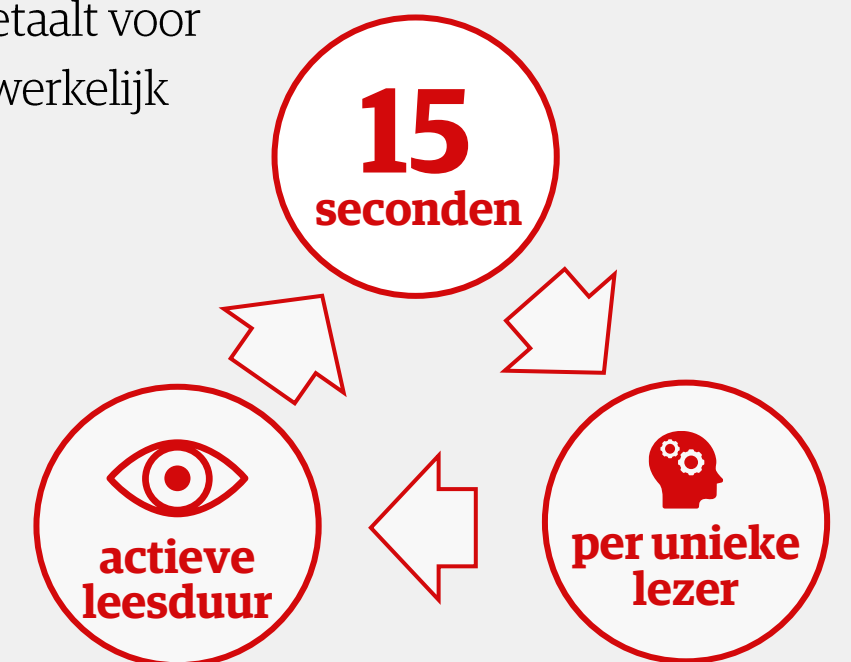 etaalt voor
werkelijk
15
seconden
per unieke
lezer
actieve
leesduur